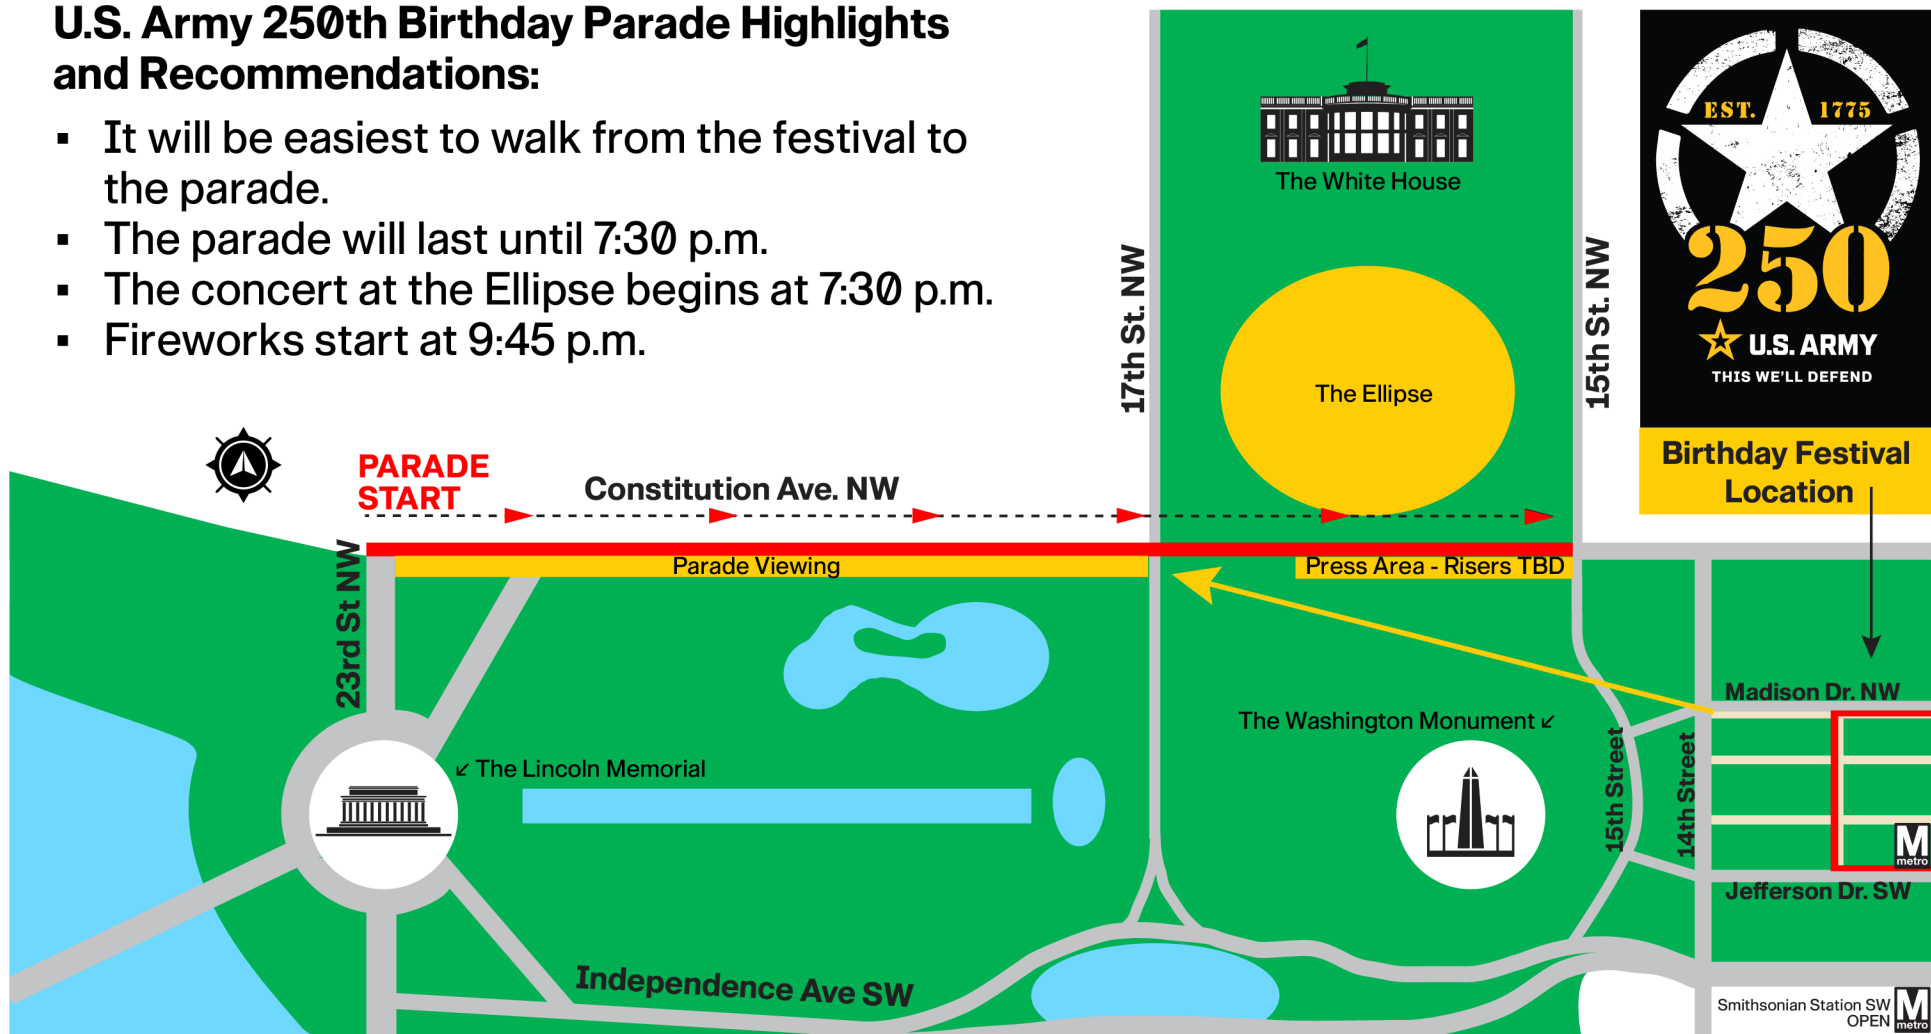 U.S. Army 250th Birthday Parade Highlights
and Recommendations:
▪ It will be easiest to walk from the festival to
the parade.
▪ The parade will last until 7:30 p.m.
▪ The concert at the Ellipse begins at 7:30 p.m.
▪ Fireworks start at 9:45 p.m.
The White House
17th St. NW
15th St. NW
The Ellipse
EST. 1775
250
U.S. ARMY
THIS WE'LL DEFEND
Birthday Festival
Location
PARADE
START
Constitution Ave. NW
23rd St NW
Parade Viewing
Press Area - Risers TBD
Madison Dr. NW
The Washington Monument ↙
↙ The Lincoln Memorial
15th Street
14th Street
M
metro
Jefferson Dr. SW
Independence Ave SW
Smithsonian Station SW
OPEN
M
metro